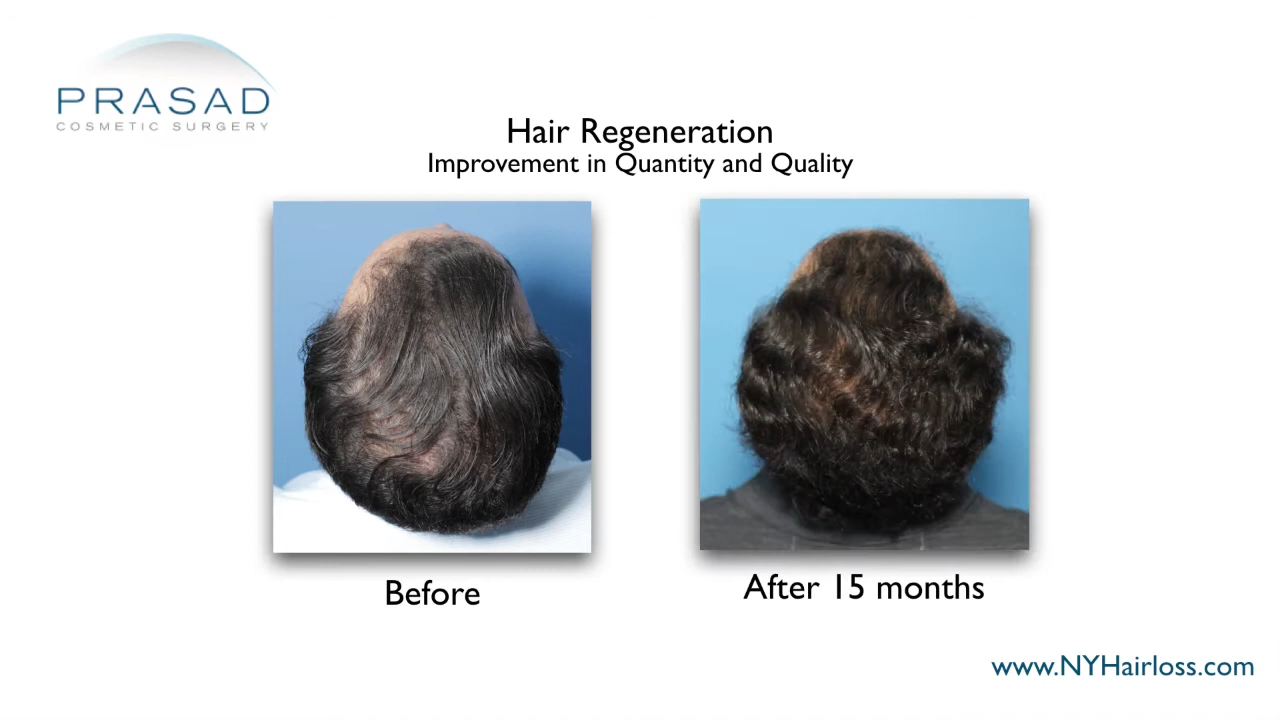 PRASAD
COSMETIC SURGERY
Hair Regeneration
Improvement in Quantity and Quality
Before
After 15 months
www.NYHairloss.com